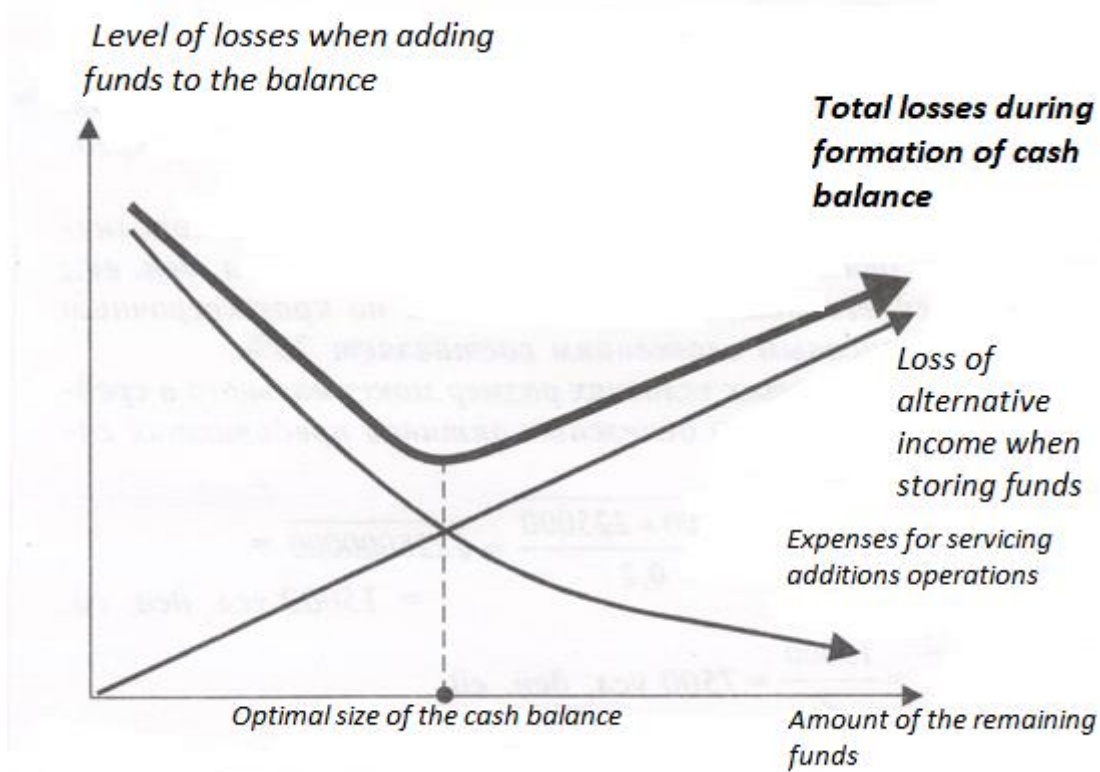 Level of losses when adding
funds to the balance
Total losses during
formation of cash
balance
Loss of
alternative
income when
storing funds
Expenses for servicing
additions operations
Optimal size of the cash balance
Amount of the remaining
funds